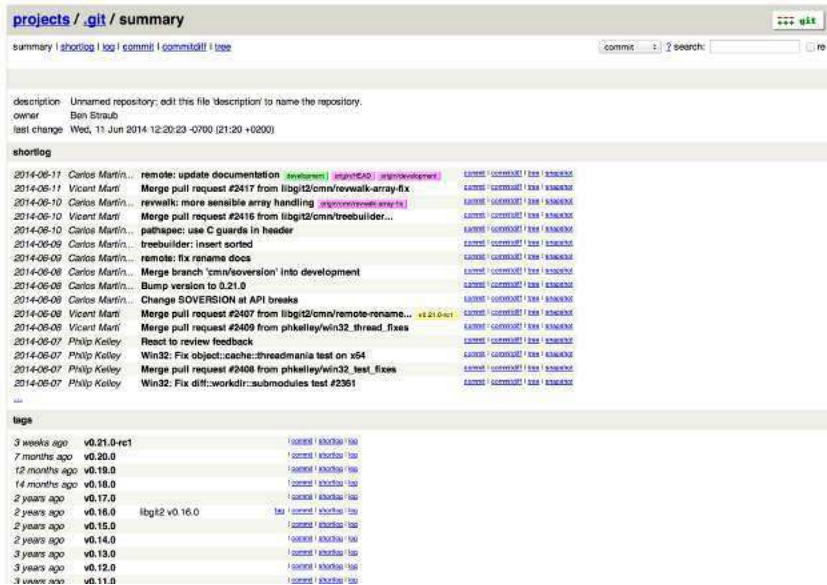 projects / .git / summary
git
summary | shortlog | log | commit | commitdiff | tree
commit ? search: re
description Unnamed repository; edit this file 'description' to name the repository.
owner Ben Straub
last change Wed, 11 Jun 2014 12:20:23 -0700 (21:20 +0200)
shortlog
2014-06-11 Carlos Martín... remote: update documentation development origin/HEAD origin/development commit | commitdiff | tree | snapshot
2014-06-11 Vicent Marti Merge pull request #2417 from libgit2/cmn/revwalk-array-fix commit | commitdiff | tree | snapshot
2014-06-10 Carlos Martín... revwalk: more sensible array handling origin/cmn/revwalk-array-fix commit | commitdiff | tree | snapshot
2014-06-10 Vicent Marti Merge pull request #2416 from libgit2/cmn/treebuilder... commit | commitdiff | tree | snapshot
2014-06-10 Carlos Martín... pathspec: use C guards in header commit | commitdiff | tree | snapshot
2014-06-09 Carlos Martín... treebuilder: insert sorted commit | commitdiff | tree | snapshot
2014-06-09 Carlos Martín... remote: fix rename docs commit | commitdiff | tree | snapshot
2014-06-08 Carlos Martín... Merge branch 'cmn/soversion' into development commit | commitdiff | tree | snapshot
2014-06-08 Carlos Martín... Bump version to 0.21.0 commit | commitdiff | tree | snapshot
2014-06-08 Carlos Martín... Change SOVERSION at API breaks commit | commitdiff | tree | snapshot
2014-06-08 Vicent Marti Merge pull request #2407 from libgit2/cmn/remote-rename... v0.21.0-rc1 commit | commitdiff | tree | snapshot
2014-06-08 Vicent Marti Merge pull request #2409 from phkelley/win32_thread_fixes commit | commitdiff | tree | snapshot
2014-06-07 Philip Kelley React to review feedback commit | commitdiff | tree | snapshot
2014-06-07 Philip Kelley Win32: Fix object::cache::threadmania test on x64 commit | commitdiff | tree | snapshot
2014-06-07 Philip Kelley Merge pull request #2408 from phkelley/win32_test_fixes commit | commitdiff | tree | snapshot
2014-06-07 Philip Kelley Win32: Fix diff::workdir::submodules test #2361 commit | commitdiff | tree | snapshot
...
tags
3 weeks ago v0.21.0-rc1 | commit | shortlog | log
7 months ago v0.20.0 | commit | shortlog | log
12 months ago v0.19.0 | commit | shortlog | log
14 months ago v0.18.0 | commit | shortlog | log
2 years ago v0.17.0 | commit | shortlog | log
2 years ago v0.16.0 libgit2 v0.16.0 tag | commit | shortlog | log
2 years ago v0.15.0 | commit | shortlog | log
2 years ago v0.14.0 | commit | shortlog | log
3 years ago v0.13.0 | commit | shortlog | log
3 years ago v0.12.0 | commit | shortlog | log
3 years ago v0.11.0 | commit | shortlog | log